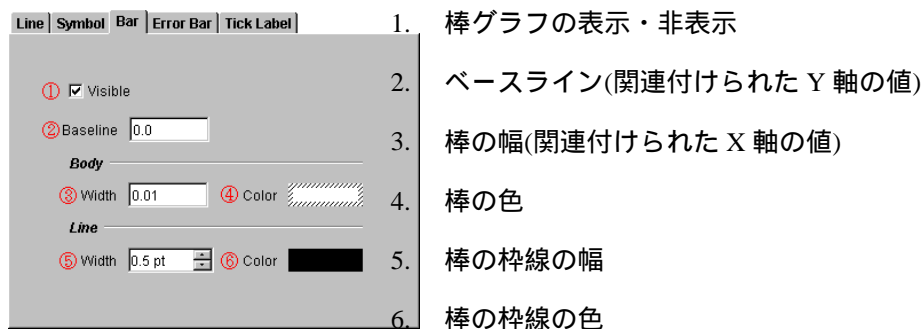 Line Symbol Bar Error Bar Tick Label
① Visible
② Baseline 0.0
Body
③ Width 0.01 ④ Color
Line
⑤ Width 0.5 pt ⑥ Color
1. 棒グラフの表示・非表示
2. ベースライン(関連付けられた Y 軸の値)
3. 棒の幅(関連付けられた X 軸の値)
4. 棒の色
5. 棒の枠線の幅
6. 棒の枠線の色